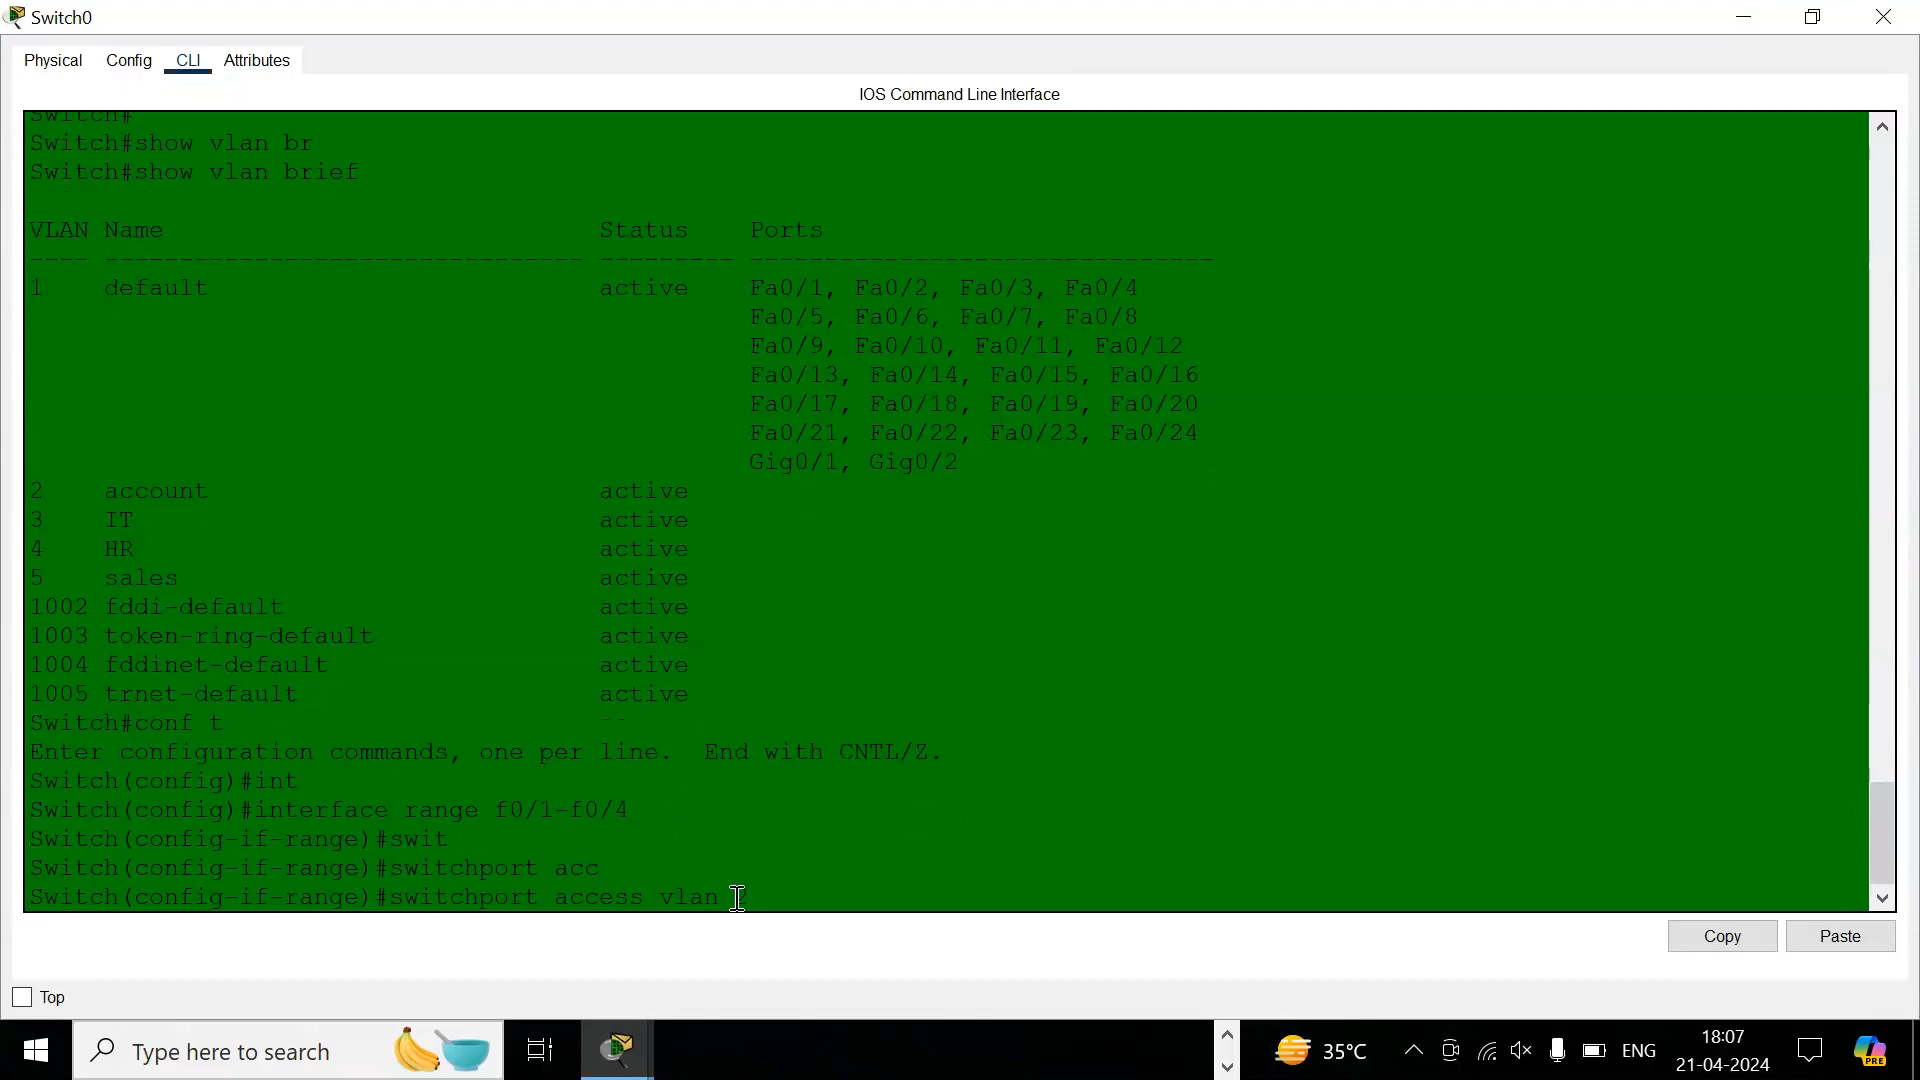 Switch0
Physical Config CLI Attributes
IOS Command Line Interface
Switch#
Switch#show vlan br
Switch#show vlan brief
VLAN Name Status Ports
---- -------------------------------- --------- -------------------------------
1 default active Fa0/1, Fa0/2, Fa0/3, Fa0/4
Fa0/5, Fa0/6, Fa0/7, Fa0/8
Fa0/9, Fa0/10, Fa0/11, Fa0/12
Fa0/13, Fa0/14, Fa0/15, Fa0/16
Fa0/17, Fa0/18, Fa0/19, Fa0/20
Fa0/21, Fa0/22, Fa0/23, Fa0/24
Gig0/1, Gig0/2
2 account active
3 IT active
4 HR active
5 sales active
1002 fddi-default active
1003 token-ring-default active
1004 fddinet-default active
1005 trnet-default active
Switch#conf t
Enter configuration commands, one per line. End with CNTL/Z.
Switch(config)#int
Switch(config)#interface range f0/1-f0/4
Switch(config-if-range)#swit
Switch(config-if-range)#switchport acc
Switch(config-if-range)#switchport access vlan
Copy Paste
Top
Type here to search
35°C
ENG
18:07
21-04-2024
PRE